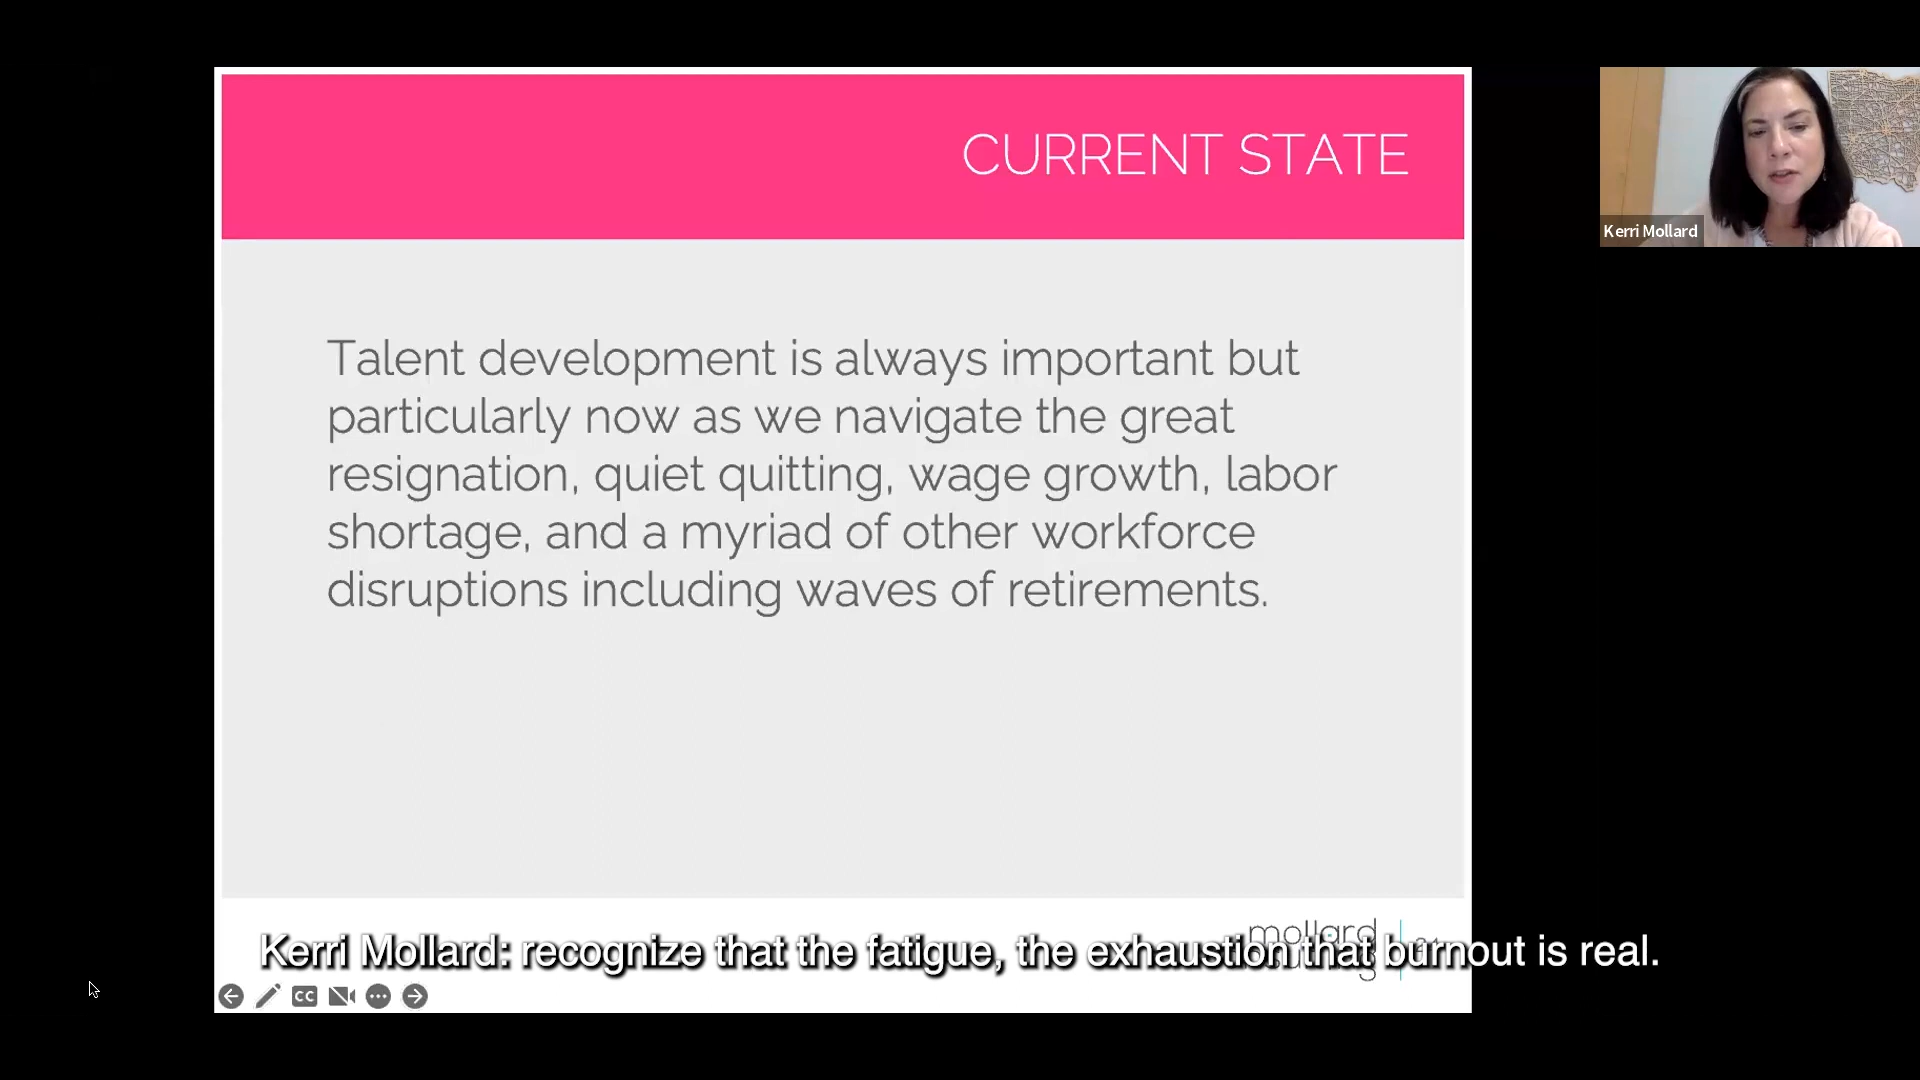 CURRENT STATE
Kerri Mollard
Talent development is always important but
particularly now as we navigate the great
resignation, quiet quitting, wage growth, labor
shortage, and a myriad of other workforce
disruptions including waves of retirements.
mollard
Kerri Mollard: recognize that the fatigue, the exhaustion that burnout is real.
CC